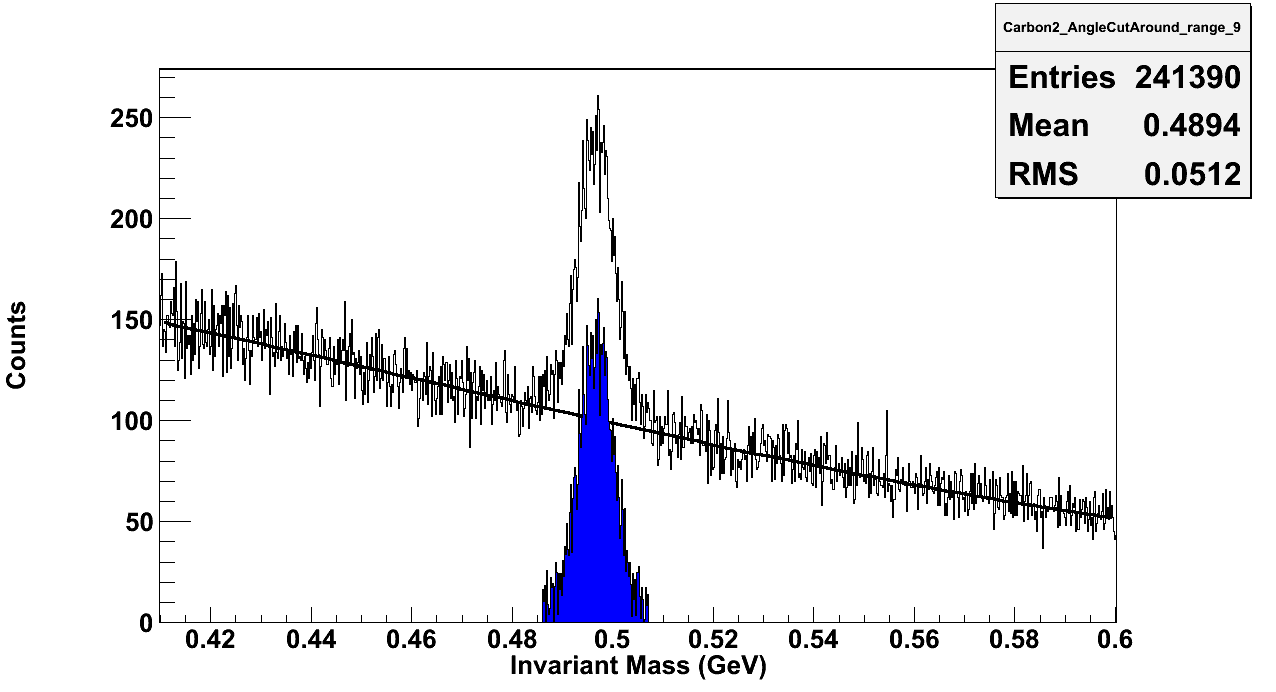 Carbon2_AngleCutAround_range_9
Entries 241390
Mean 0.4894
RMS 0.0512
250
200
150
100
50
0
Counts
0.42 0.44 0.46 0.48 0.5 0.52 0.54 0.56 0.58 0.6
Invariant Mass (GeV)